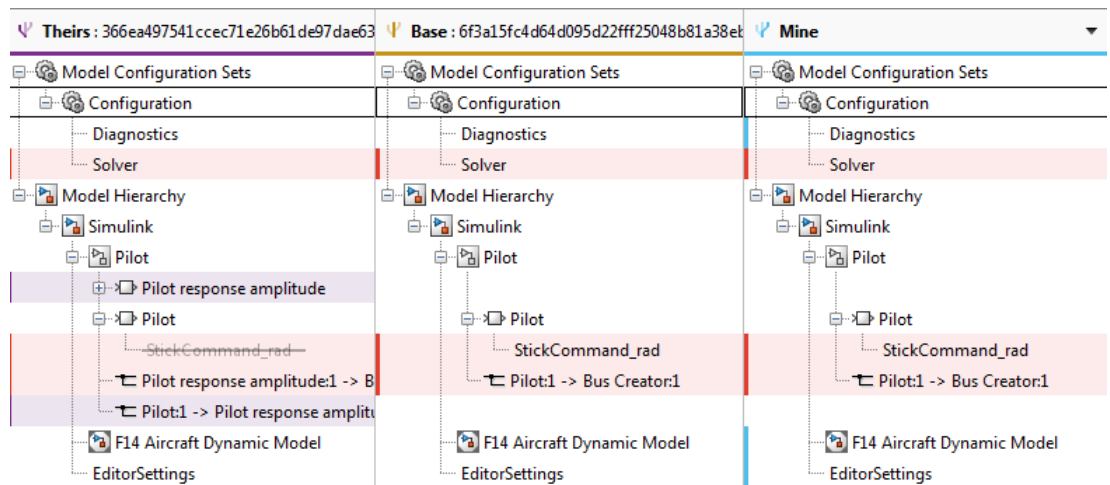 Theirs : 366ea497541ccec71e26b61de97dae63
Base : 6f3a15fc4d64d095d22fff25048b81a38eb
Mine
Model Configuration Sets
Model Configuration Sets
Model Configuration Sets
Configuration
Configuration
Configuration
Diagnostics
Diagnostics
Diagnostics
Solver
Solver
Solver
Model Hierarchy
Model Hierarchy
Model Hierarchy
Simulink
Simulink
Simulink
Pilot
Pilot
Pilot
Pilot response amplitude
Pilot
Pilot
Pilot
StickCommand_rad
StickCommand_rad
StickCommand_rad
Pilot response amplitude:1 -> B
Pilot:1 -> Bus Creator:1
Pilot:1 -> Bus Creator:1
Pilot:1 -> Pilot response amplitu
F14 Aircraft Dynamic Model
F14 Aircraft Dynamic Model
F14 Aircraft Dynamic Model
EditorSettings
EditorSettings
EditorSettings